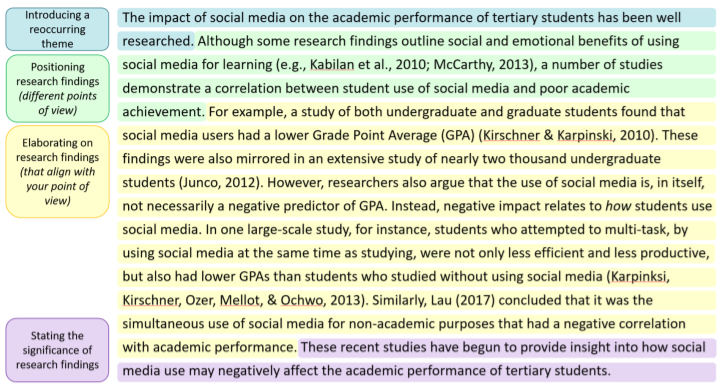 Introducing a
reoccurring
theme
Positioning
research findings
(different points
of view)
Elaborating on
research findings
(that align with
your point of
view)
Stating the
significance of
research findings
The impact of social media on the academic performance of tertiary students has been well
researched. Although some research findings outline social and emotional benefits of using
social media for learning (e.g., Kabilan et al., 2010; McCarthy, 2013), a number of studies
demonstrate a correlation between student use of social media and poor academic
achievement. For example, a study of both undergraduate and graduate students found that
social media users had a lower Grade Point Average (GPA) (Kirschner & Karpinski, 2010). These
findings were also mirrored in an extensive study of nearly two thousand undergraduate
students (Junco, 2012). However, researchers also argue that the use of social media is, in itself,
not necessarily a negative predictor of GPA. Instead, negative impact relates to how students use
social media. In one large-scale study, for instance, students who attempted to multi-task, by
using social media at the same time as studying, were not only less efficient and less productive,
but also had lower GPAs than students who studied without using social media (Karpinksi,
Kirschner, Ozer, Mellot, & Ochwo, 2013). Similarly, Lau (2017) concluded that it was the
simultaneous use of social media for non-academic purposes that had a negative correlation
with academic performance. These recent studies have begun to provide insight into how social
media use may negatively affect the academic performance of tertiary students.